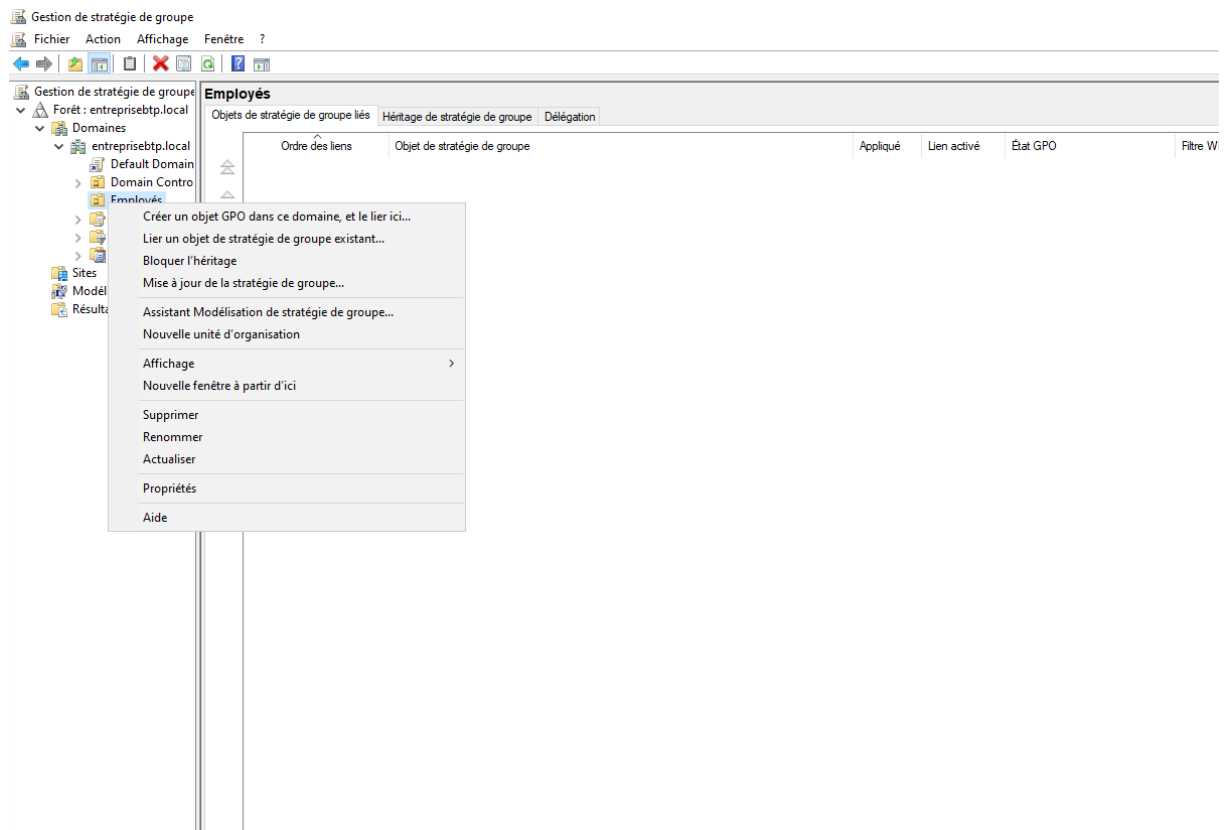 Gestion de stratégie de groupe
Fichier Action Affichage Fenêtre ?
Gestion de stratégie de groupe
Forêt : entreprisebtp.local
Domaines
entreprisebtp.local
Default Domain
Domain Contro
Employés
Sites
Modél
Résulta
Employés
Objets de stratégie de groupe liés Héritage de stratégie de groupe Délégation
Ordre des liens Objet de stratégie de groupe Appliqué Lien activé État GPO Filtre W
Créer un objet GPO dans ce domaine, et le lier ici...
Lier un objet de stratégie de groupe existant...
Bloquer l'héritage
Mise à jour de la stratégie de groupe...
Assistant Modélisation de stratégie de groupe...
Nouvelle unité d'organisation
Affichage
Nouvelle fenêtre à partir d'ici
Supprimer
Renommer
Actualiser
Propriétés
Aide